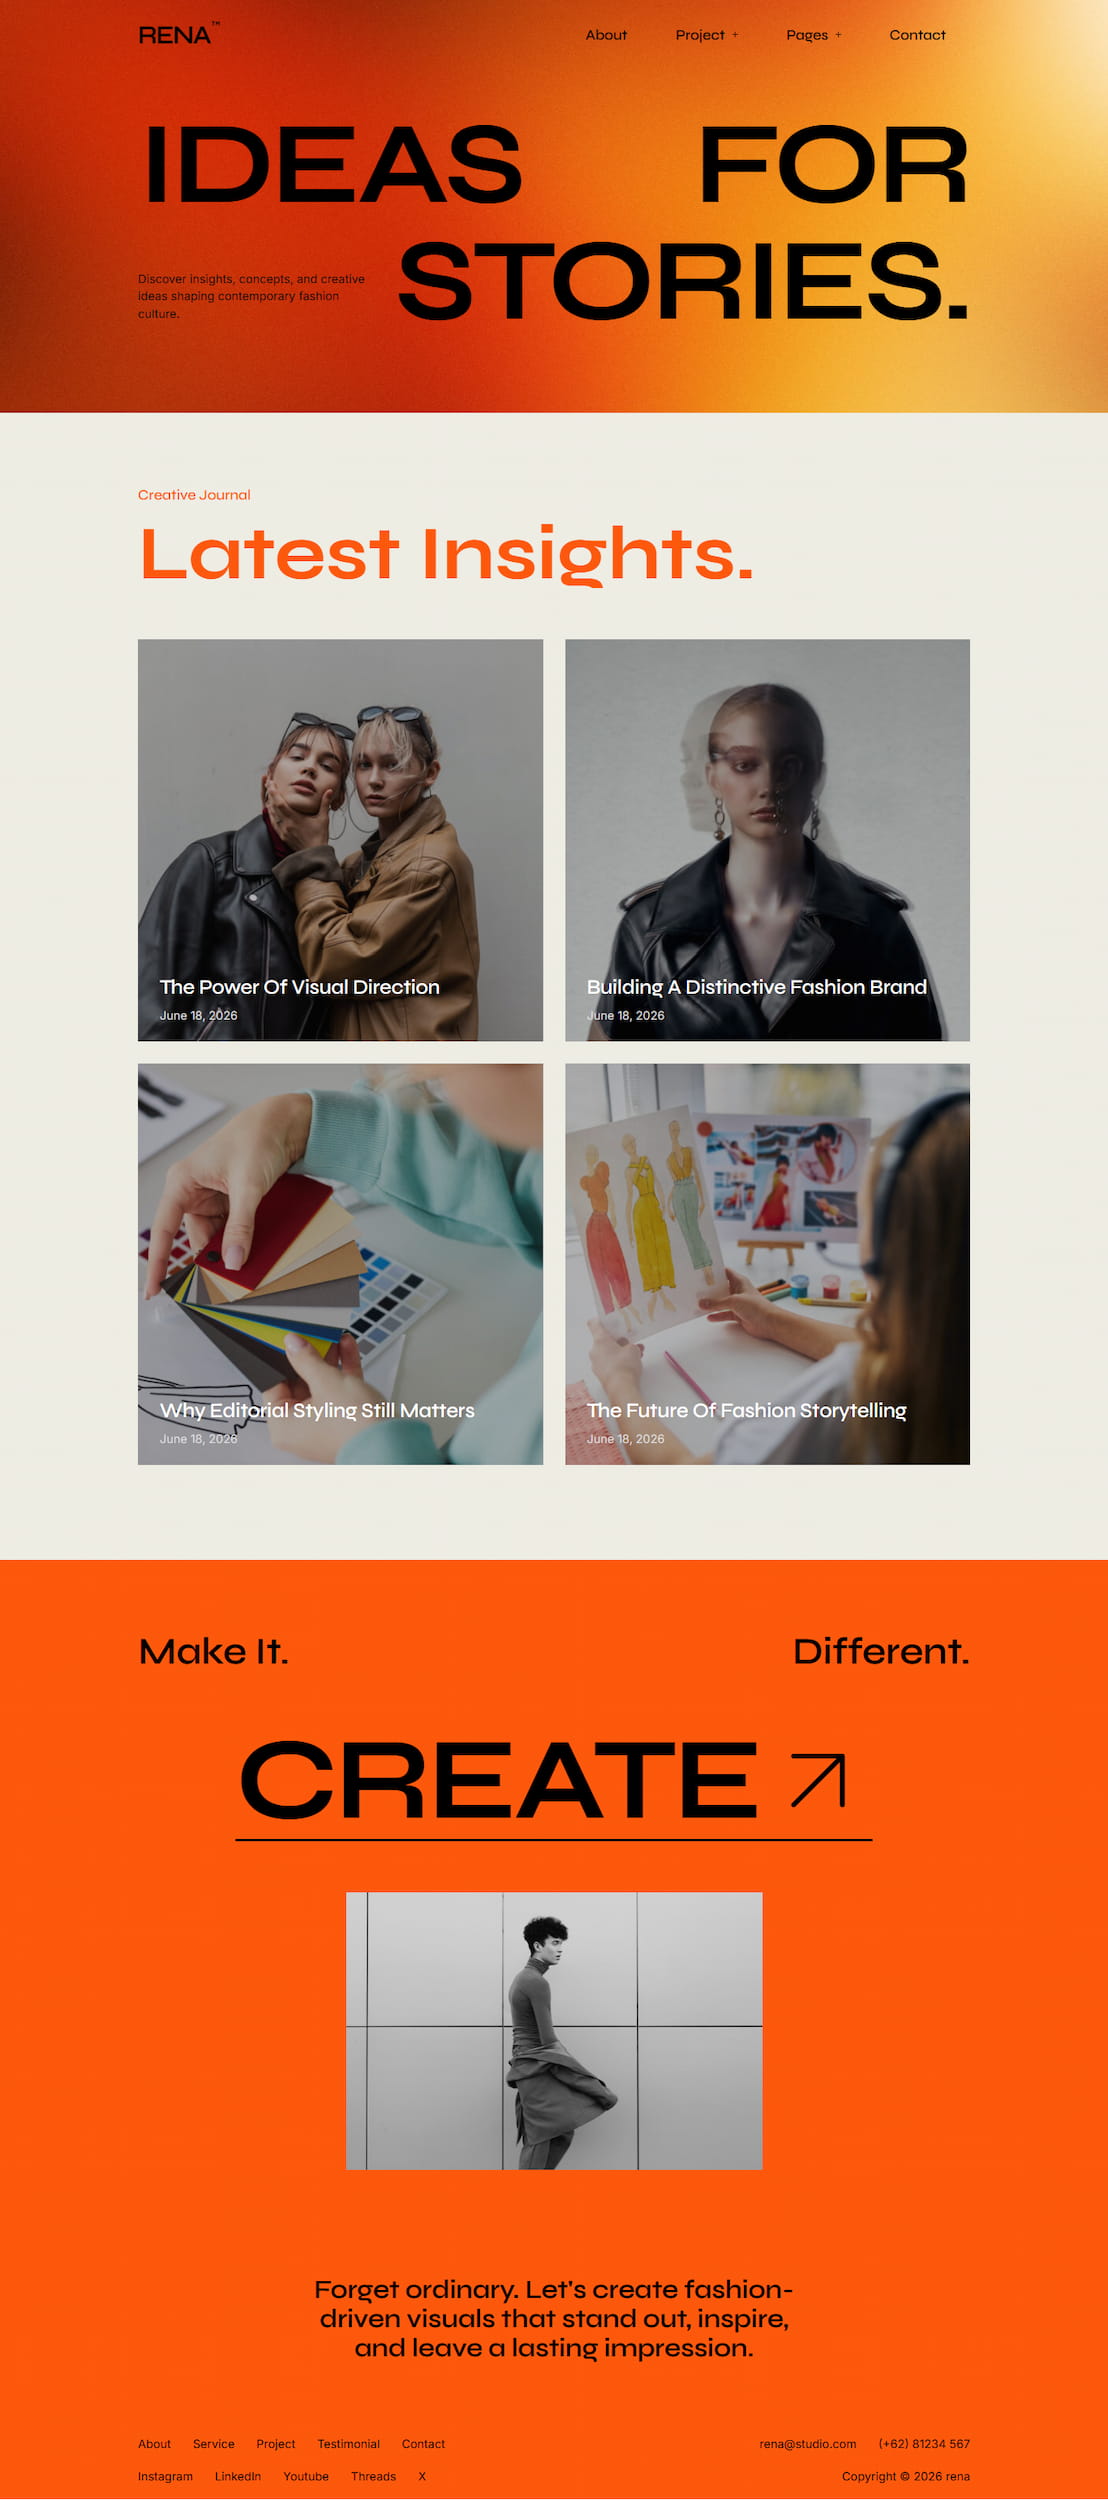 RENA™
About Project + Pages + Contact
IDEAS FOR
STORIES.
Discover insights, concepts, and creative
ideas shaping contemporary fashion
culture.
Creative Journal
Latest Insights.
The Power Of Visual Direction
June 18, 2026
Building A Distinctive Fashion Brand
June 18, 2026
Why Editorial Styling Still Matters
June 18, 2026
The Future Of Fashion Storytelling
June 18, 2026
Make It.
Different.
CREATE
Forget ordinary. Let's create fashion-
driven visuals that stand out, inspire,
and leave a lasting impression.
About Service Project Testimonial Contact
rena@studio.com (+62) 81234 567
Instagram LinkedIn Youtube Threads X
Copyright © 2026 rena